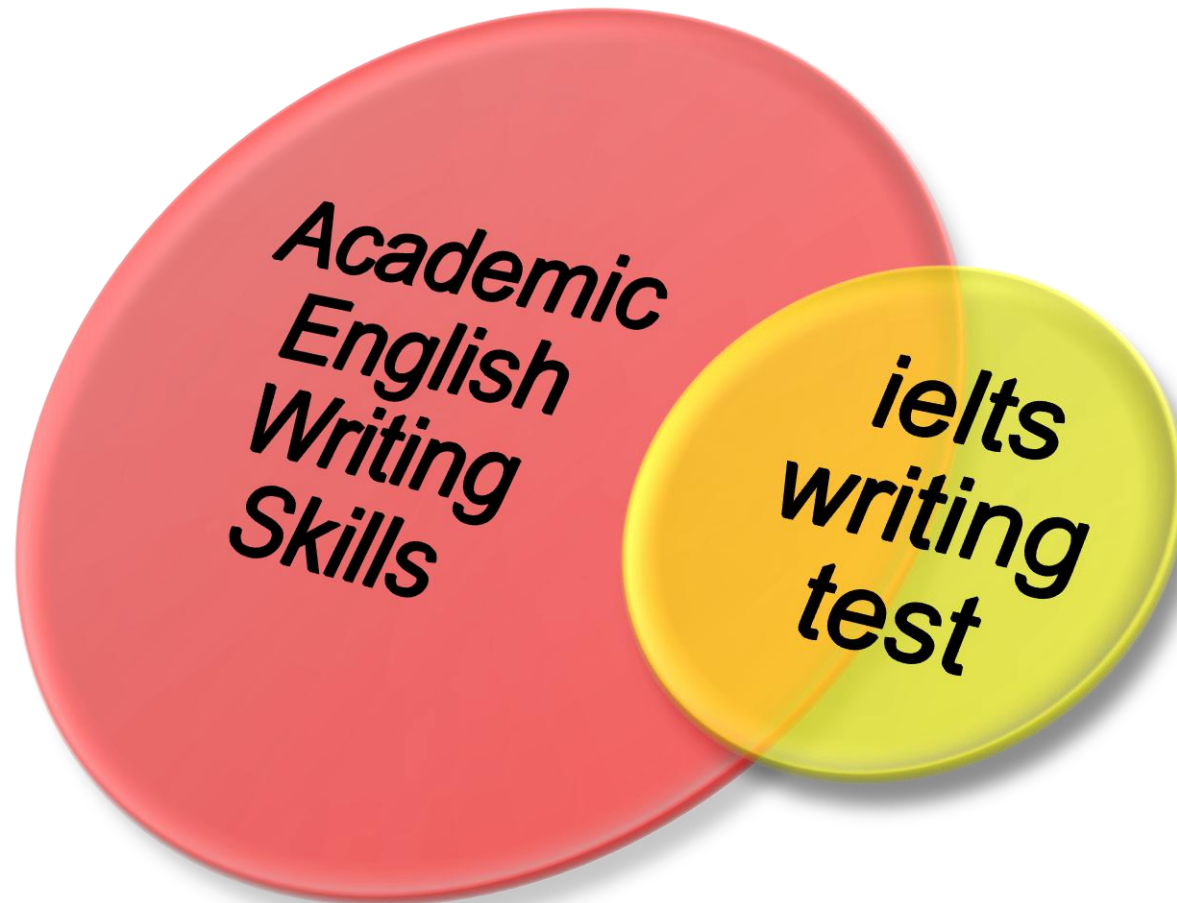 Academic
English
Writing
Skills
ielts
writing
test